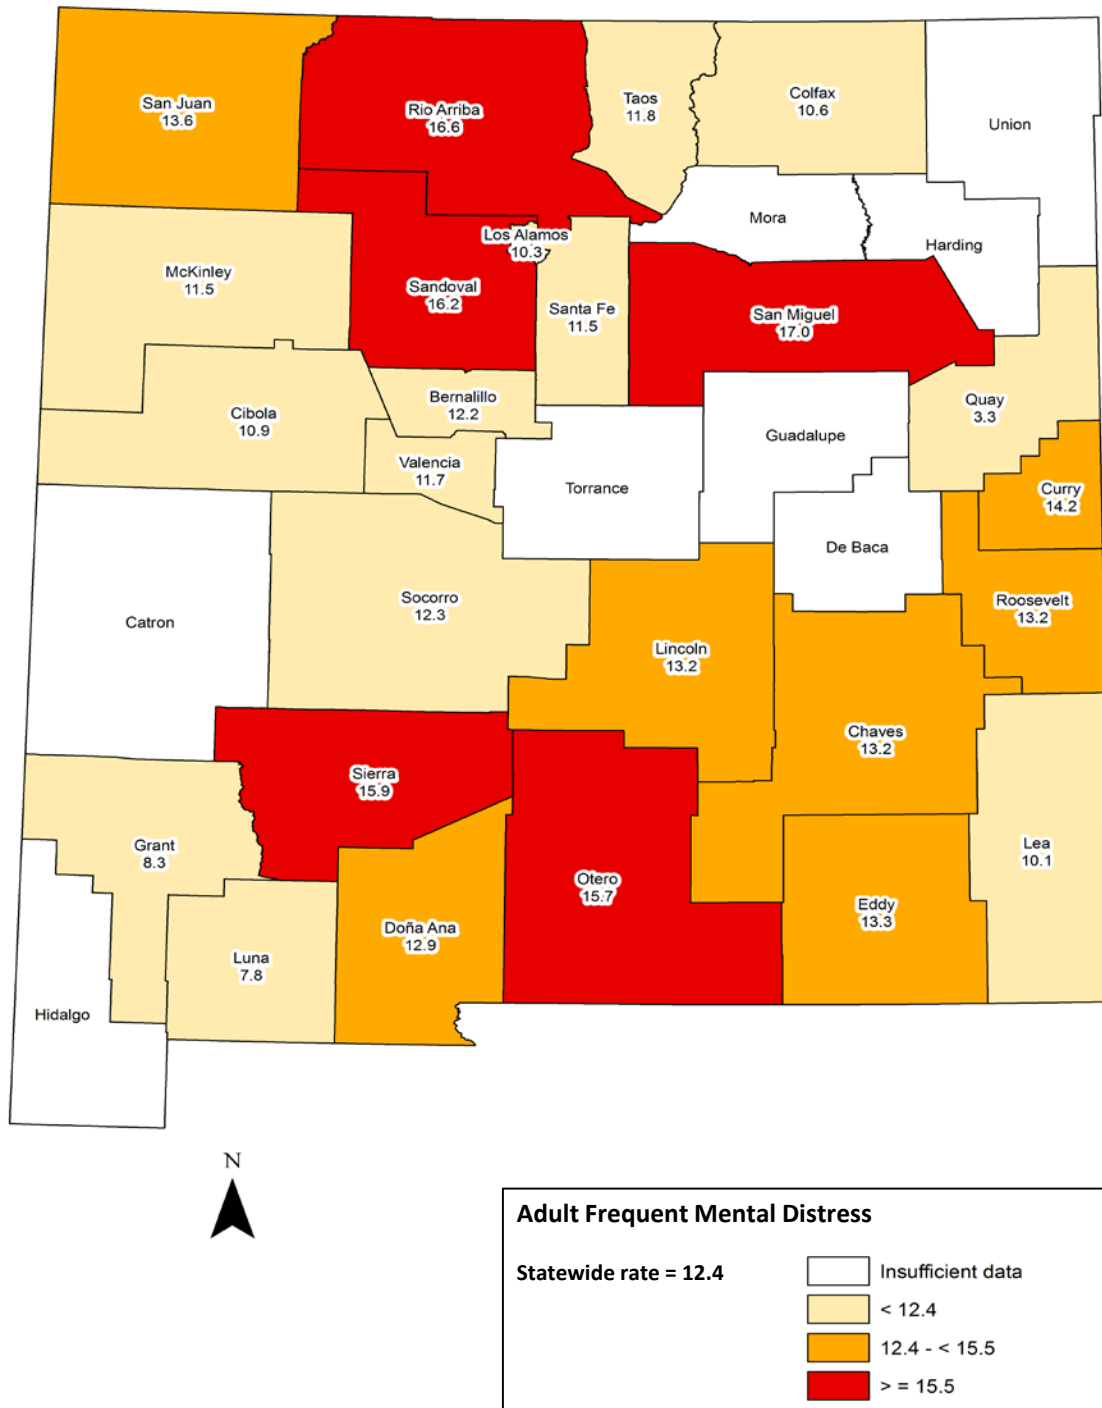 San Juan
13.6
Rio Arriba
16.6
Taos
11.8
Colfax
10.6
Union
Mora
Harding
Los Alamos
10.3
McKinley
11.5
Sandoval
16.2
Santa Fe
11.5
San Miguel
17.0
Bernalillo
12.2
Quay
3.3
Cibola
10.9
Guadalupe
Valencia
11.7
Torrance
Curry
14.2
De Baca
Socorro
12.3
Roosevelt
13.2
Catron
Lincoln
13.2
Chaves
13.2
Sierra
15.9
Grant
8.3
Lea
10.1
Otero
15.7
Eddy
13.3
Doña Ana
12.9
Luna
7.8
Hidalgo
N
Adult Frequent Mental Distress
Statewide rate = 12.4
Insufficient data
< 12.4
12.4 - < 15.5
> = 15.5